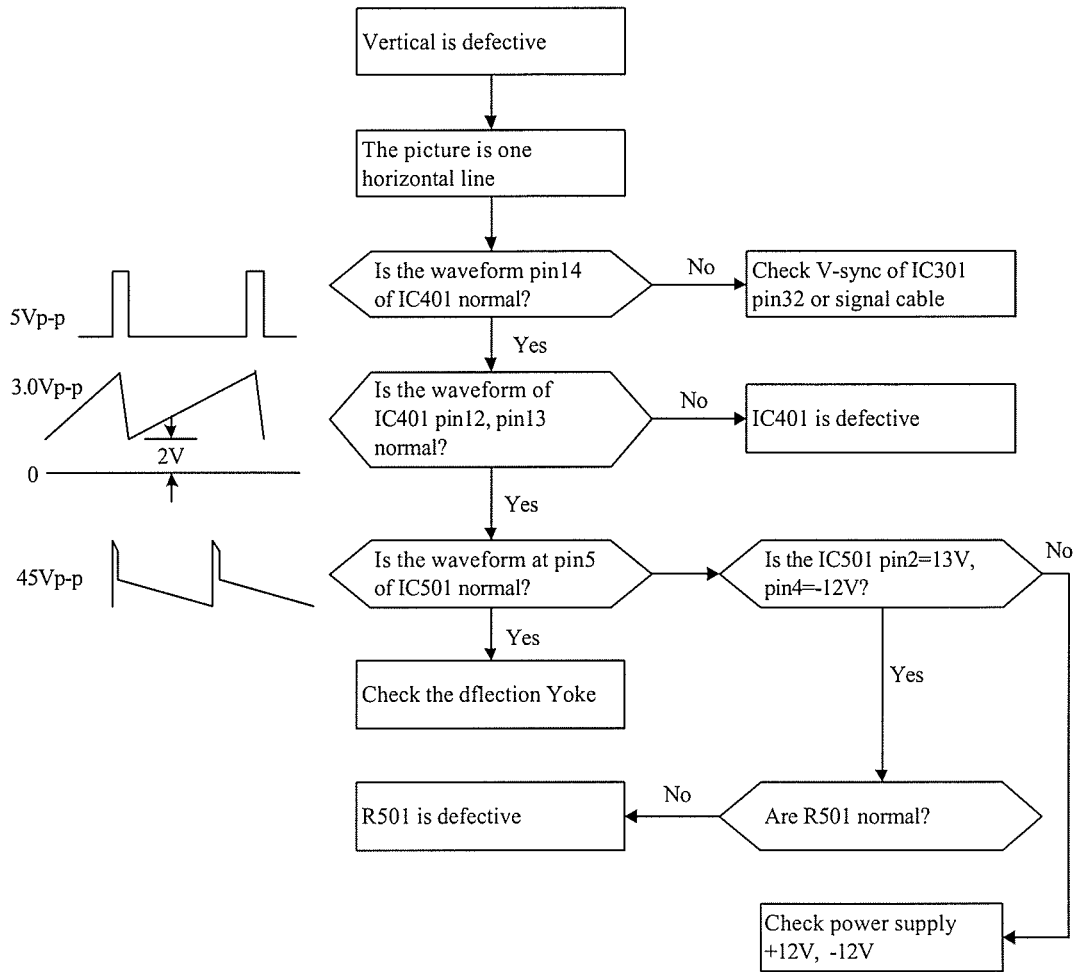 Vertical is defective
The picture is one
horizontal line
Is the waveform pin14
of IC401 normal?
No
Check V-sync of IC301
pin32 or signal cable
5Vp-p
Yes
3.0Vp-p
2V
0
Is the waveform of
IC401 pin12, pin13
normal?
No
IC401 is defective
Yes
45Vp-p
Is the waveform at pin5
of IC501 normal?
Is the IC501 pin2=13V,
pin4=-12V?
No
Yes
Check the dflection Yoke
Yes
R501 is defective
No
Are R501 normal?
Check power supply
+12V, -12V